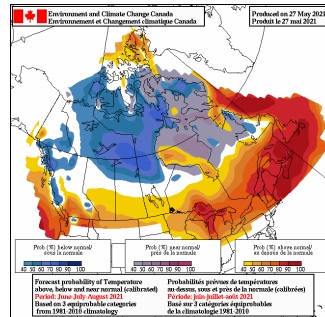 Environment and Climate Change Canada
Environnement et Changement climatique Canada
Produced on 27 May 2021
Produit le 27 mai 2021
Prob (%) below normal/
sous la normale
40 50 60 70 80 90 100
Prob (%) near normal/
près de la normale
40 50 60 70 80 90 100
Prob (%) above normal/
au dessus de la normale
40 50 60 70 80 90 100
Forecast probability of Temperature
above, below and near normal (calibrated)
Period: June-July-August 2021
Based on 3 equiprobable categories
from 1981-2010 climatology
Probabilités prévues de températures
au dessus, sous et près de la normale (calibrées)
Période: juin-juillet-août 2021
Basé sur 3 catégories équiprobables
de la climatologie 1981-2010